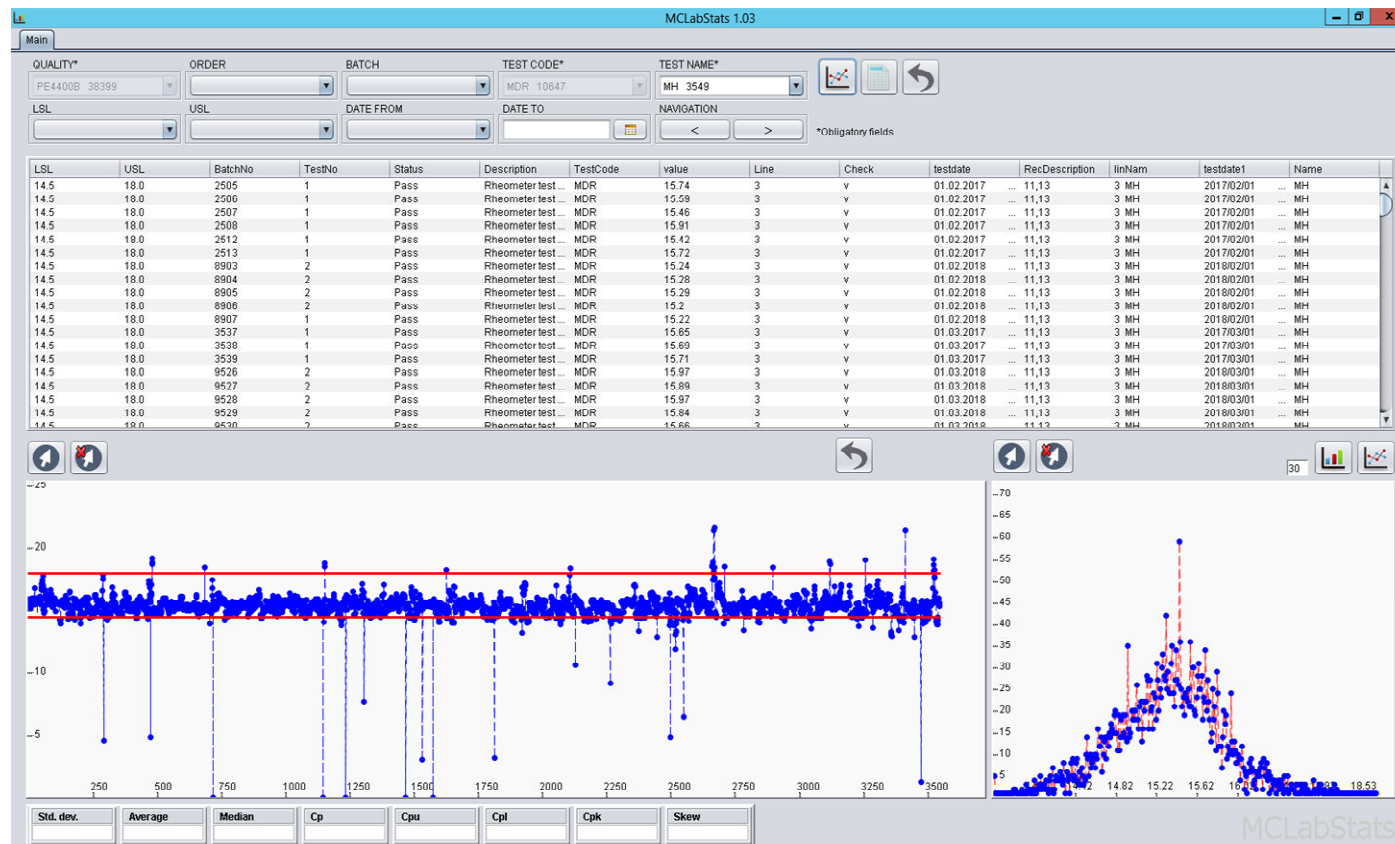 MCLabStats 1.03
Main
QUALITY* ORDER BATCH TEST CODE* TEST NAME*
PE4400B 38399 MDR 10647 MH 3549
LSL USL DATE FROM DATE TO NAVIGATION
< > *Obligatory fields
LSL USL BatchNo TestNo Status Description TestCode value Line Check testdate RecDescription linNam testdate1 Name
14.5 18.0 2505 1 Pass Rheometer test ... MDR 15.74 3 v 01.02.2017 ... 11,13 3 MH 2017/02/01 ... MH
14.5 18.0 2506 1 Pass Rheometer test ... MDR 15.59 3 v 01.02.2017 ... 11,13 3 MH 2017/02/01 ... MH
14.5 18.0 2507 1 Pass Rheometer test ... MDR 15.46 3 v 01.02.2017 ... 11,13 3 MH 2017/02/01 ... MH
14.5 18.0 2508 1 Pass Rheometer test ... MDR 15.91 3 v 01.02.2017 ... 11,13 3 MH 2017/02/01 ... MH
14.5 18.0 2512 1 Pass Rheometer test ... MDR 15.42 3 v 01.02.2017 ... 11,13 3 MH 2017/02/01 ... MH
14.5 18.0 2513 1 Pass Rheometer test ... MDR 15.72 3 v 01.02.2017 ... 11,13 3 MH 2017/02/01 ... MH
14.5 18.0 8903 2 Pass Rheometer test ... MDR 15.24 3 v 01.02.2018 ... 11,13 3 MH 2018/02/01 ... MH
14.5 18.0 8904 2 Pass Rheometer test ... MDR 15.28 3 v 01.02.2018 ... 11,13 3 MH 2018/02/01 ... MH
14.5 18.0 8905 2 Pass Rheometer test ... MDR 15.29 3 v 01.02.2018 ... 11,13 3 MH 2018/02/01 ... MH
14.5 18.0 8906 2 Pass Rheometer test ... MDR 15.2 3 v 01.02.2018 ... 11,13 3 MH 2018/02/01 ... MH
14.5 18.0 8907 1 Pass Rheometer test ... MDR 15.22 3 v 01.02.2018 ... 11,13 3 MH 2018/02/01 ... MH
14.5 18.0 3537 1 Pass Rheometer test ... MDR 15.65 3 v 01.03.2017 ... 11,13 3 MH 2017/03/01 ... MH
14.5 18.0 3538 1 Pass Rheometer test ... MDR 15.69 3 v 01.03.2017 ... 11,13 3 MH 2017/03/01 ... MH
14.5 18.0 3539 1 Pass Rheometer test ... MDR 15.71 3 v 01.03.2017 ... 11,13 3 MH 2017/03/01 ... MH
14.5 18.0 9526 2 Pass Rheometer test ... MDR 15.97 3 v 01.03.2018 ... 11,13 3 MH 2018/03/01 ... MH
14.5 18.0 9527 2 Pass Rheometer test ... MDR 15.89 3 v 01.03.2018 ... 11,13 3 MH 2018/03/01 ... MH
14.5 18.0 9528 2 Pass Rheometer test ... MDR 15.97 3 v 01.03.2018 ... 11,13 3 MH 2018/03/01 ... MH
14.5 18.0 9529 2 Pass Rheometer test ... MDR 15.84 3 v 01.03.2018 ... 11,13 3 MH 2018/03/01 ... MH
14.5 18.0 9530 2 Pass Rheometer test ... MDR 15.66 3 v 01.03.2018 ... 11,13 3 MH 2018/03/01 ... MH
30
25
20
10
5
250 500 750 1000 1250 1500 1750 2000 2250 2500 2750 3000 3250 3500
70
65
60
55
50
45
40
35
30
25
20
15
10
5
14.82 15.22 15.62 18.53
Std. dev. Average Median Cp Cpu Cpl Cpk Skew
MCLabStats